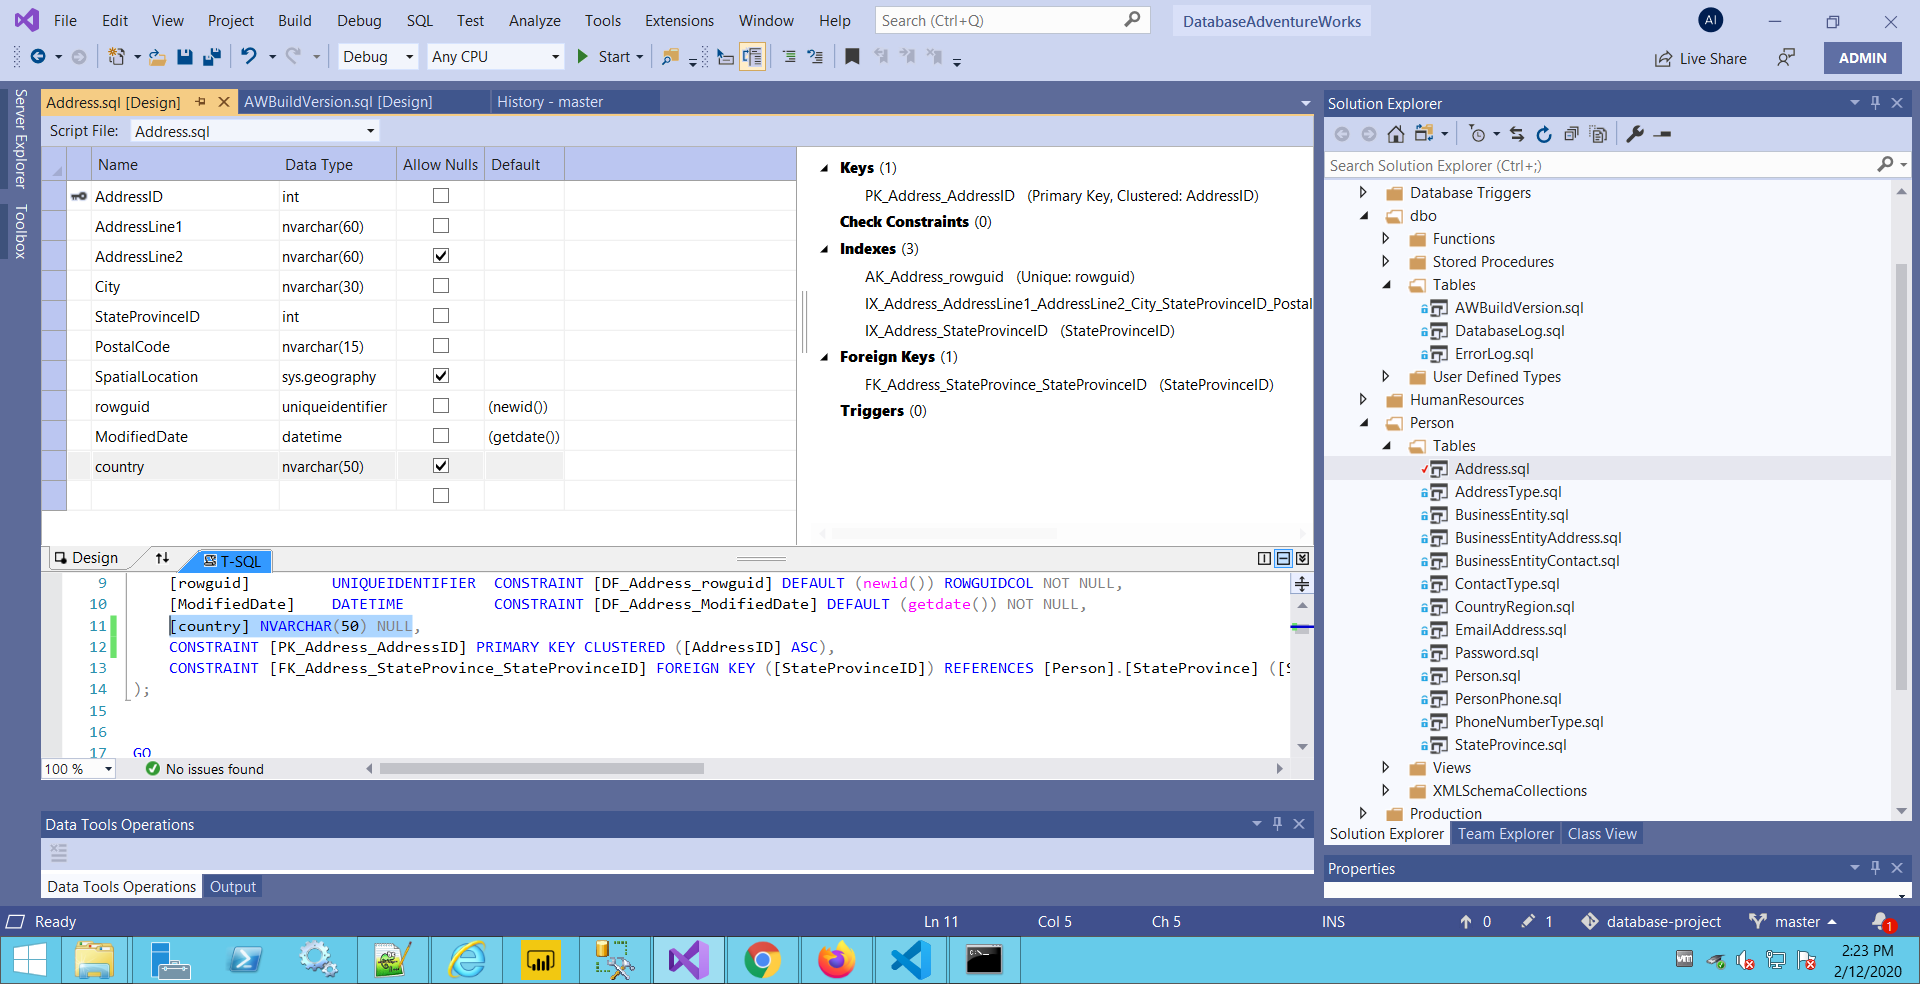 File Edit View Project Build Debug SQL Test Analyze Tools Extensions Window Help Search (Ctrl+Q) DatabaseAdventureWorks AI
Debug Any CPU Start Live Share ADMIN
Server Explorer
Toolbox
Address.sql [Design] AWBuildVersion.sql [Design] History - master
Script File: Address.sql
Name Data Type Allow Nulls Default
AddressID int
AddressLine1 nvarchar(60)
AddressLine2 nvarchar(60)
City nvarchar(30)
StateProvinceID int
PostalCode nvarchar(15)
SpatialLocation sys.geography
rowguid uniqueidentifier (newid())
ModifiedDate datetime (getdate())
country nvarchar(50)
Keys (1)
PK_Address_AddressID (Primary Key, Clustered: AddressID)
Check Constraints (0)
Indexes (3)
AK_Address_rowguid (Unique: rowguid)
IX_Address_AddressLine1_AddressLine2_City_StateProvinceID_Postal
IX_Address_StateProvinceID (StateProvinceID)
Foreign Keys (1)
FK_Address_StateProvince_StateProvinceID (StateProvinceID)
Triggers (0)
Design T-SQL
9 [rowguid] UNIQUEIDENTIFIER CONSTRAINT [DF_Address_rowguid] DEFAULT (newid()) ROWGUIDCOL NOT NULL,
10 [ModifiedDate] DATETIME CONSTRAINT [DF_Address_ModifiedDate] DEFAULT (getdate()) NOT NULL,
11 [country] NVARCHAR(50) NULL,
12 CONSTRAINT [PK_Address_AddressID] PRIMARY KEY CLUSTERED ([AddressID] ASC),
13 CONSTRAINT [FK_Address_StateProvince_StateProvinceID] FOREIGN KEY ([StateProvinceID]) REFERENCES [Person].[StateProvince] ([S
14 );
15
16
17 GO
100 % No issues found
Data Tools Operations
Data Tools Operations Output
Solution Explorer
Search Solution Explorer (Ctrl+;)
Database Triggers
dbo
Functions
Stored Procedures
Tables
AWBuildVersion.sql
DatabaseLog.sql
ErrorLog.sql
User Defined Types
HumanResources
Person
Tables
Address.sql
AddressType.sql
BusinessEntity.sql
BusinessEntityAddress.sql
BusinessEntityContact.sql
ContactType.sql
CountryRegion.sql
EmailAddress.sql
Password.sql
Person.sql
PersonPhone.sql
PhoneNumberType.sql
StateProvince.sql
Views
XMLSchemaCollections
Production
Solution Explorer Team Explorer Class View
Properties
Ready Ln 11 Col 5 Ch 5 INS 0 1 database-project master 1
2:23 PM
2/12/2020